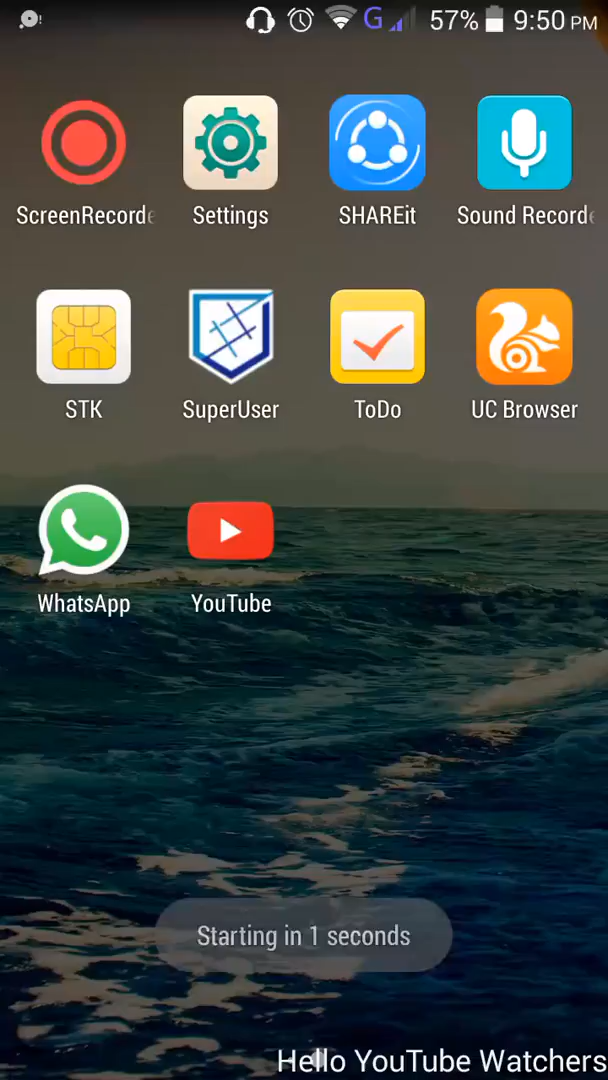 G 57% 9:50 PM
ScreenRecorde Settings SHAREit Sound Recorde
STK SuperUser ToDo UC Browser
WhatsApp YouTube
Starting in 1 seconds
Hello YouTube Watchers